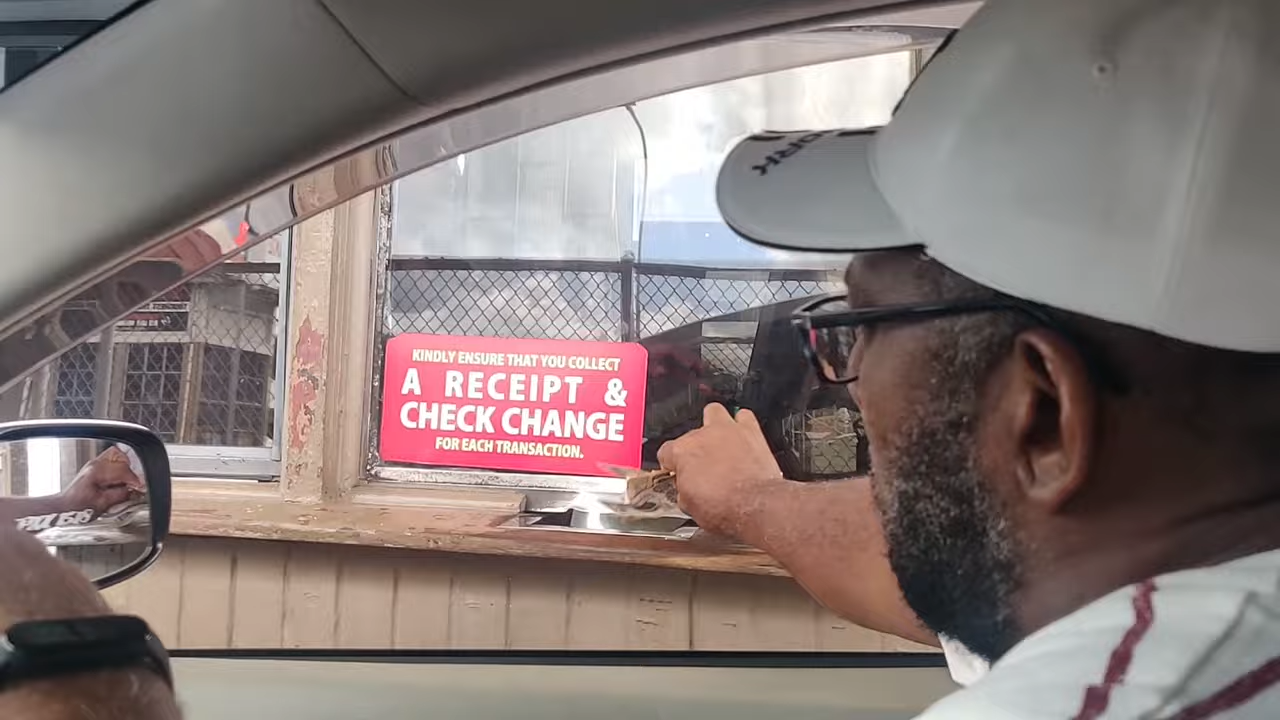 KINDLY ENSURE THAT YOU COLLECT
A RECEIPT &
CHECK CHANGE
FOR EACH TRANSACTION.